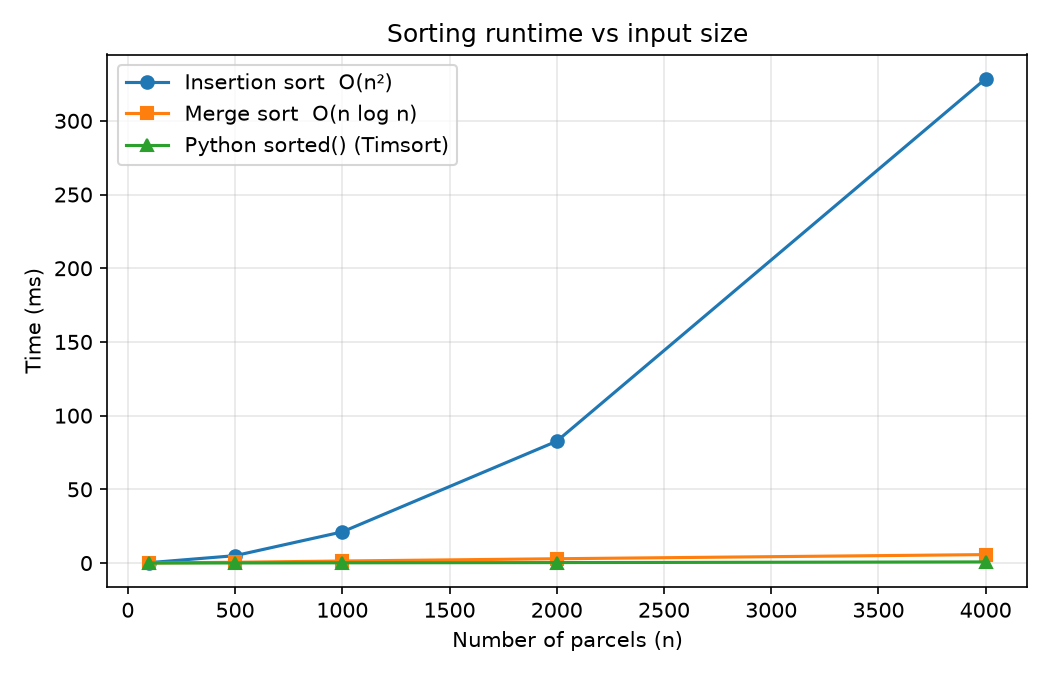 Sorting runtime vs input size
Insertion sort  O(n²)
Merge sort  O(n log n)
Python sorted() (Timsort)
Time (ms)
300
250
200
150
100
50
0
0 500 1000 1500 2000 2500 3000 3500 4000
Number of parcels (n)